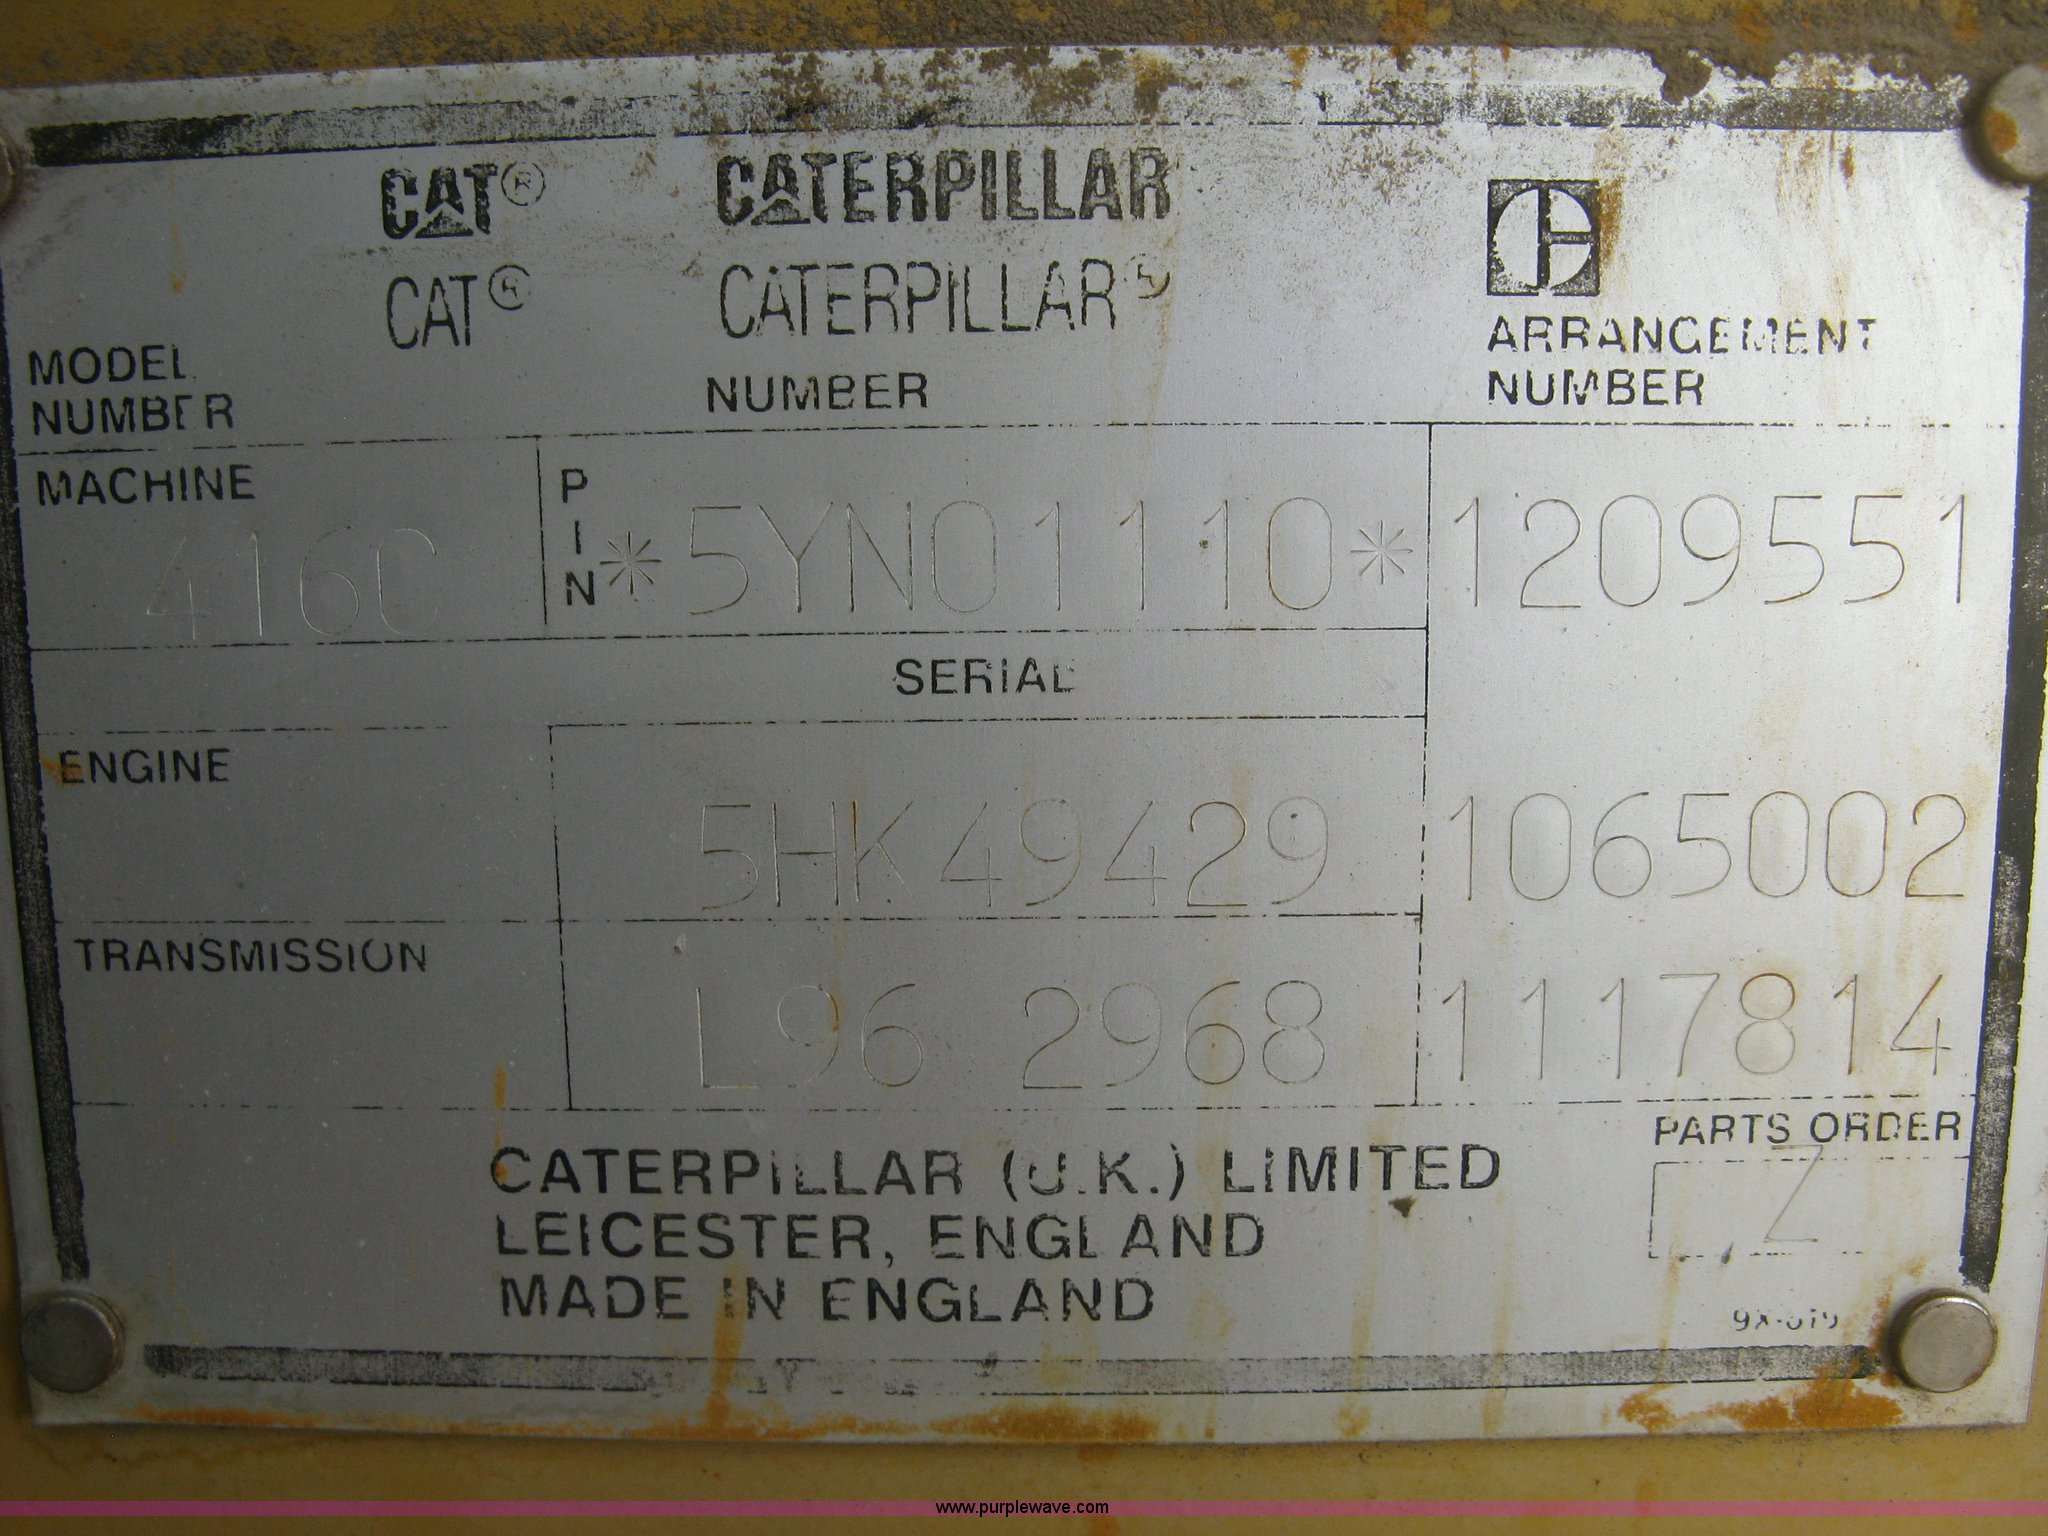 CAT® CATERPILLAR
CAT® CATERPILLAR®
MODEL NUMBER
NUMBER
ARRANGEMENT NUMBER
MACHINE
416C
PIN
*5YN01110*
1209551
SERIAL
ENGINE
5HK49429
1065002
TRANSMISSION
L96 2968
1117814
CATERPILLAR (U.K.) LIMITED
LEICESTER, ENGLAND
MADE IN ENGLAND
PARTS ORDER
Z
www.purplewave.com